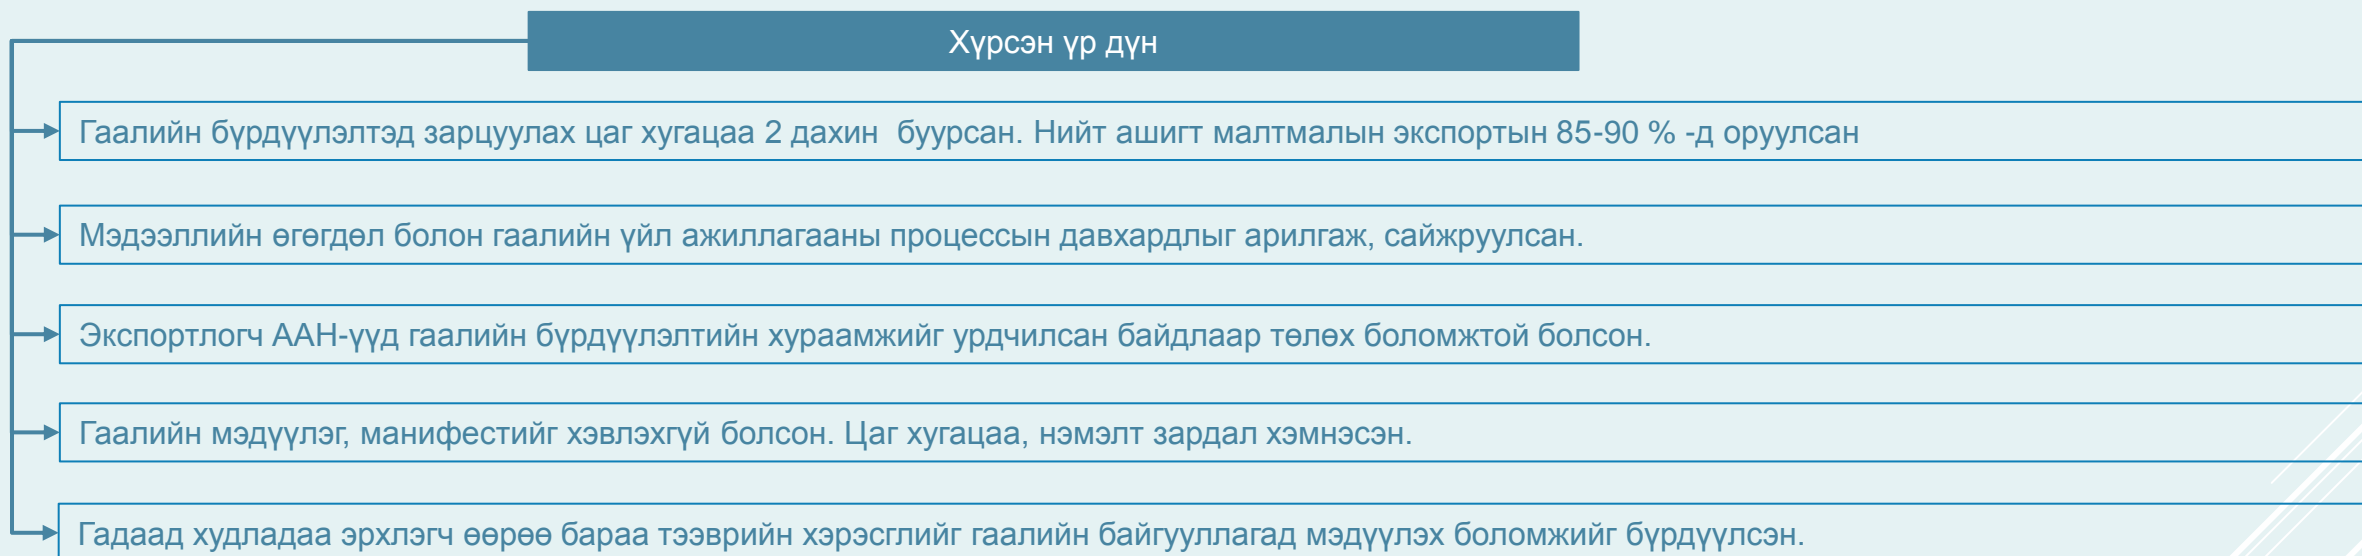 Хүрсэн үр дүн
Гаалийн бүрдүүлэлтэд зарцуулах цаг хугацаа 2 дахин буурсан. Нийт ашигт малтмалын экспортын 85-90 % -д оруулсан
Мэдээллийн өгөгдөл болон гаалийн үйл ажиллагааны процессын давхардлыг арилгаж, сайжруулсан.
Экспортлогч ААН-үүд гаалийн бүрдүүлэлтийн хураамжийг урдчилсан байдлаар төлөх боломжтой болсон.
Гаалийн мэдүүлэг, манифестийг хэвлэхгүй болсон. Цаг хугацаа, нэмэлт зардал хэмнэсэн.
Гадаад худладаа эрхлэгч өөрөө бараа тээврийн хэрэсглийг гаалийн байгууллагад мэдүүлэх боломжийг бүрдүүлсэн.